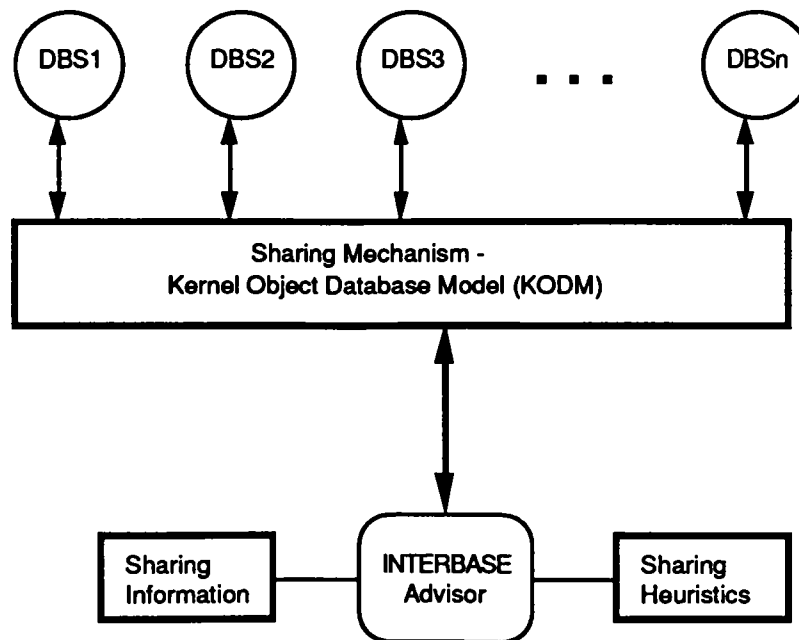 DBS1
DBS2
DBS3
. . .
DBSn
Sharing Mechanism -
Kernel Object Database Model (KODM)
Sharing
Information
INTERBASE
Advisor
Sharing
Heuristics